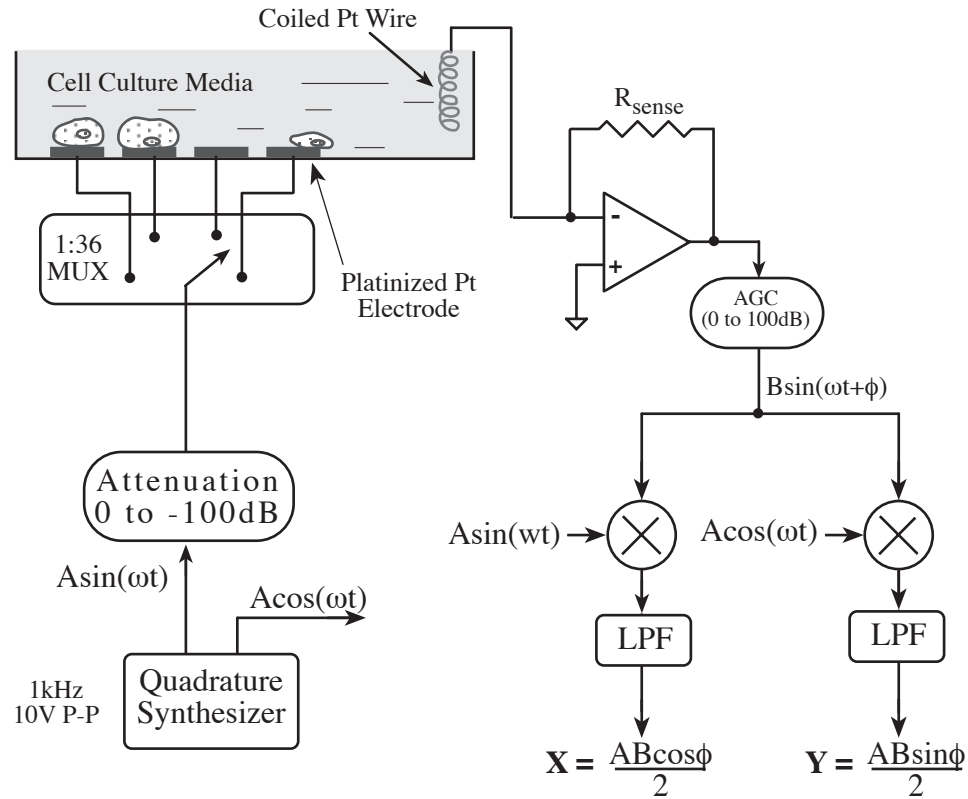 Coiled Pt Wire
Cell Culture Media
R_sense
-
+
1:36
MUX
Platinized Pt
Electrode
AGC
(0 to 100dB)
Bsin(ωt+ϕ)
Attenuation
0 to -100dB
Asin(wt)
Acos(ωt)
Asin(ωt)
Acos(ωt)
LPF
LPF
1kHz
10V P-P
Quadrature
Synthesizer
X = ABcosϕ
2
Y = ABsinϕ
2